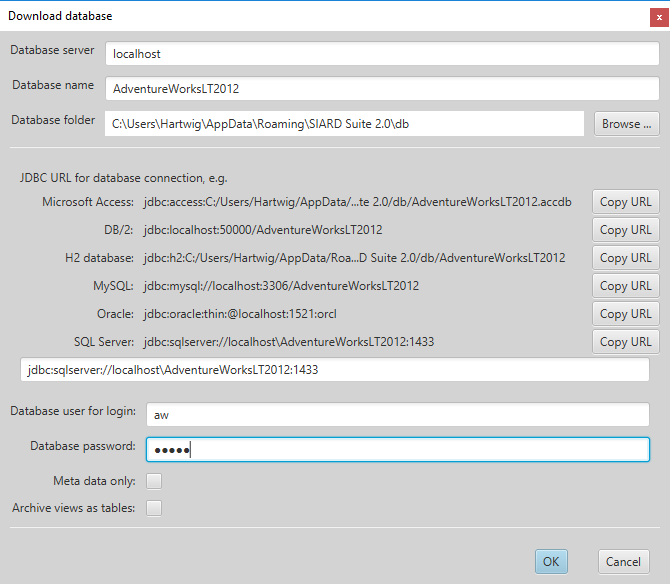 Download database
x
Database server localhost
Database name AdventureWorksLT2012
Database folder C:\Users\Hartwig\AppData\Roaming\SIARD Suite 2.0\db Browse ...
JDBC URL for database connection, e.g.
Microsoft Access: jdbc:access:C:/Users/Hartwig/AppData/...te 2.0/db/AdventureWorksLT2012.accdb Copy URL
DB/2: jdbc:localhost:50000/AdventureWorksLT2012 Copy URL
H2 database: jdbc:h2:C:/Users/Hartwig/AppData/Roa...D Suite 2.0/db/AdventureWorksLT2012 Copy URL
MySQL: jdbc:mysql://localhost:3306/AdventureWorksLT2012 Copy URL
Oracle: jdbc:oracle:thin:@localhost:1521:orcl Copy URL
SQL Server: jdbc:sqlserver://localhost\AdventureWorksLT2012:1433 Copy URL
jdbc:sqlserver://localhost\AdventureWorksLT2012:1433
Database user for login: aw
Database password: •••••
Meta data only:
Archive views as tables:
OK Cancel